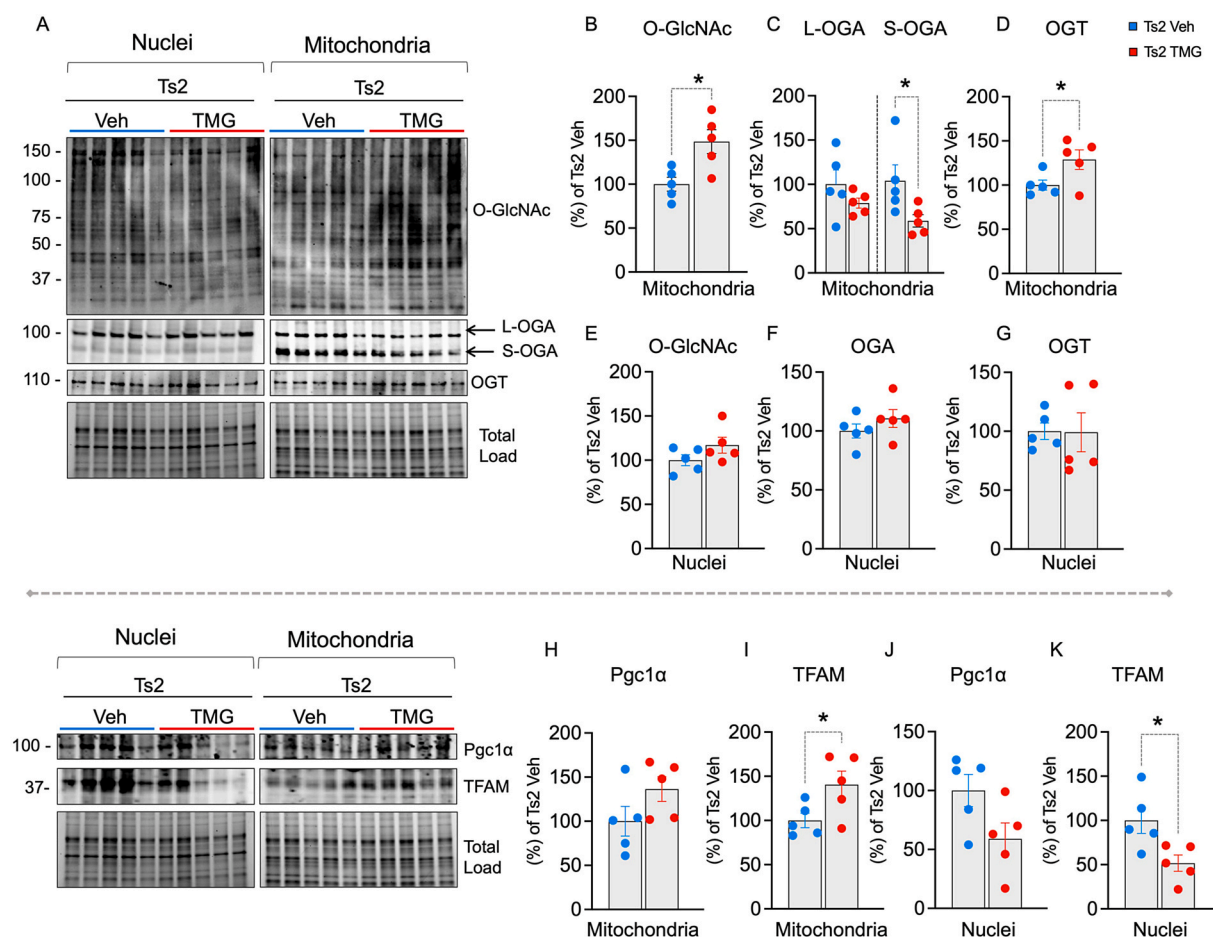 A
Nuclei
Mitochondria
Ts2
Ts2
Veh
TMG
Veh
TMG
150 -
100 -
75 -
50 -
37 -
O-GlcNAc
100 -
L-OGA
S-OGA
110 -
OGT
Total
Load
B
O-GlcNAc
*
(%) of Ts2 Veh
200
150
100
50
0
Mitochondria
C
L-OGA
S-OGA
*
(%) of Ts2 Veh
200
150
100
50
0
Mitochondria
D
OGT
*
(%) of Ts2 Veh
200
150
100
50
0
Mitochondria
Ts2 Veh
Ts2 TMG
E
O-GlcNAc
(%) of Ts2 Veh
200
150
100
50
0
Nuclei
F
OGA
(%) of Ts2 Veh
150
100
50
0
Nuclei
G
OGT
(%) of Ts2 Veh
150
100
50
0
Nuclei
Nuclei
Mitochondria
Ts2
Ts2
Veh
TMG
Veh
TMG
100 -
Pgc1α
37-
TFAM
Total
Load
H
Pgc1α
(%) of Ts2 Veh
200
150
100
50
0
Mitochondria
I
TFAM
*
(%) of Ts2 Veh
200
150
100
50
0
Mitochondria
J
Pgc1α
(%) of Ts2 Veh
150
100
50
0
Nuclei
K
TFAM
*
(%) of Ts2 Veh
200
150
100
50
0
Nuclei